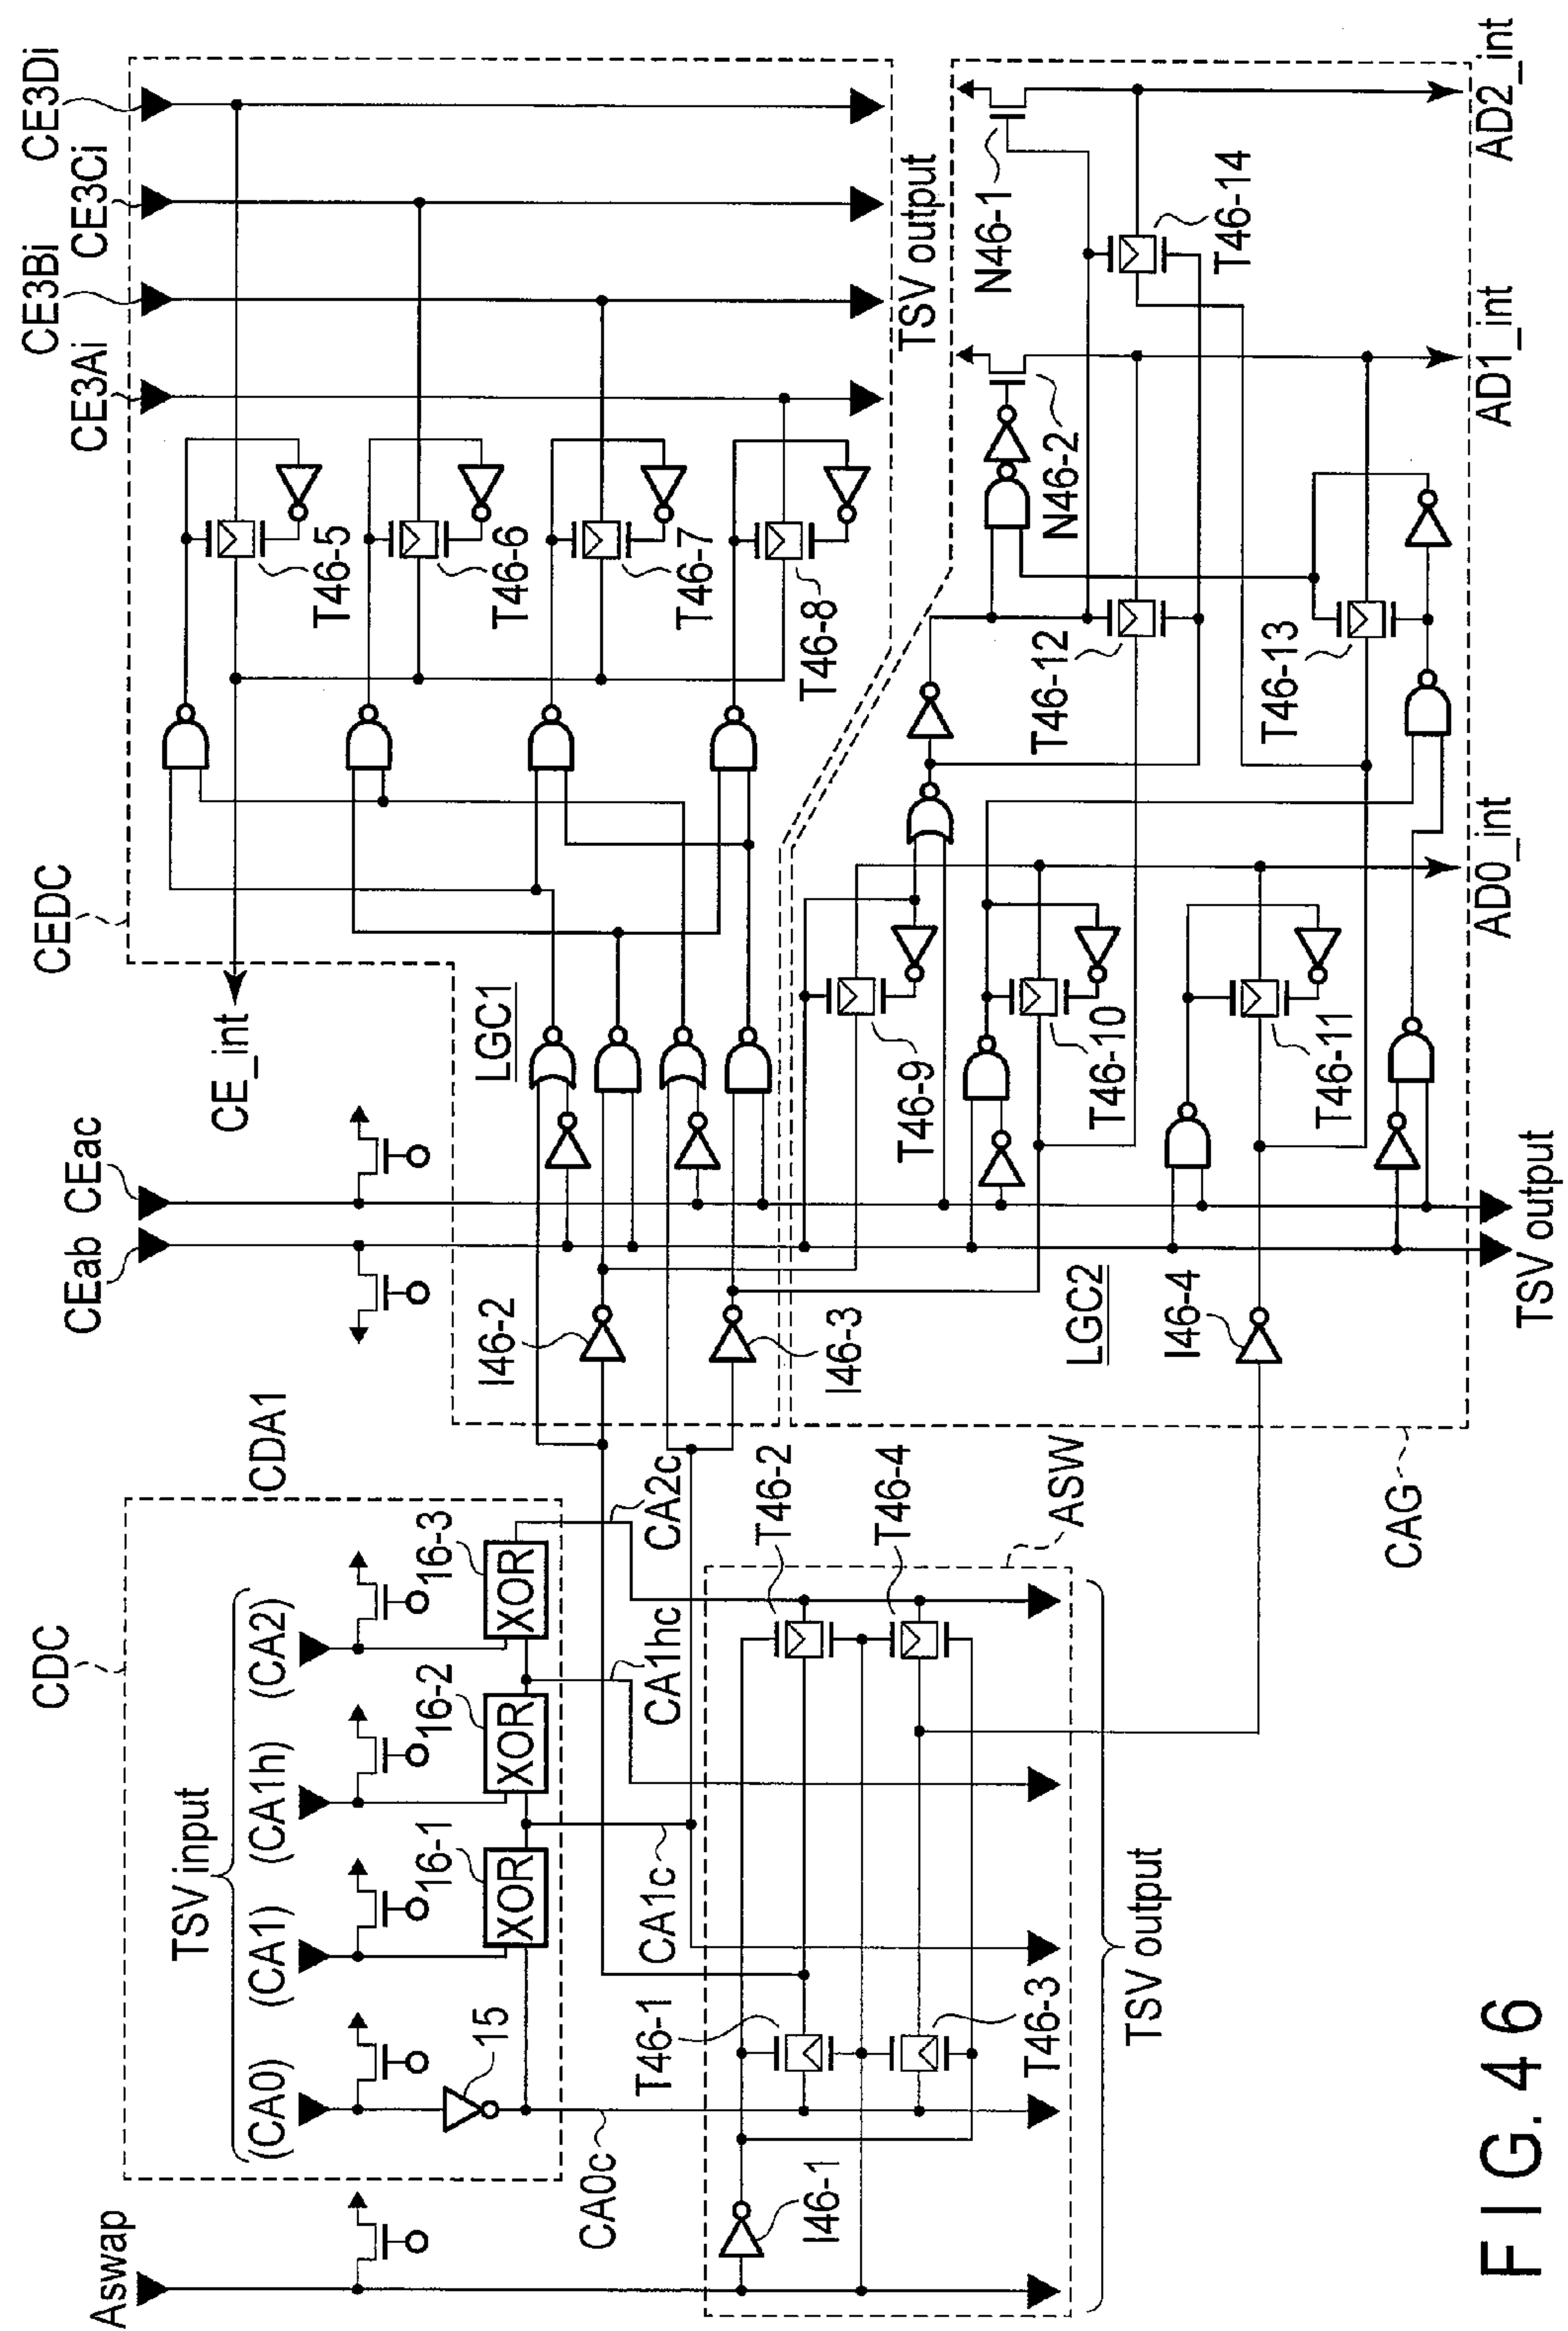 Aswap
CDC
TSV input
(CA0)
(CA1)
(CA1h)
(CA2)
15
16-1
16-2
16-3
XOR
XOR
XOR
CDA1
CA0c
CA1c
CA1hc
CA2c
I46-1
T46-1
T46-2
T46-3
T46-4
ASW
TSV output
CEab
CEac
CE_int
CEDC
CE3Ai
CE3Bi
CE3Ci
CE3Di
LGC1
I46-2
I46-3
T46-5
T46-6
T46-7
T46-8
TSV output
LGC2
I46-4
T46-9
T46-10
T46-11
T46-12
T46-13
T46-14
N46-1
N46-2
CAG
TSV output
AD0_int
AD1_int
AD2_int
FIG. 46